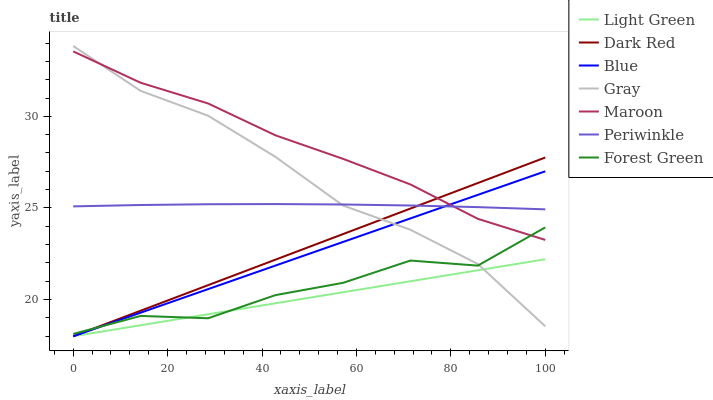 title
Light Green
Dark Red
Blue
Gray
Maroon
Periwinkle
Forest Green
yaxis_label
30
25
20
0 20 40 60 80 100
xaxis_label